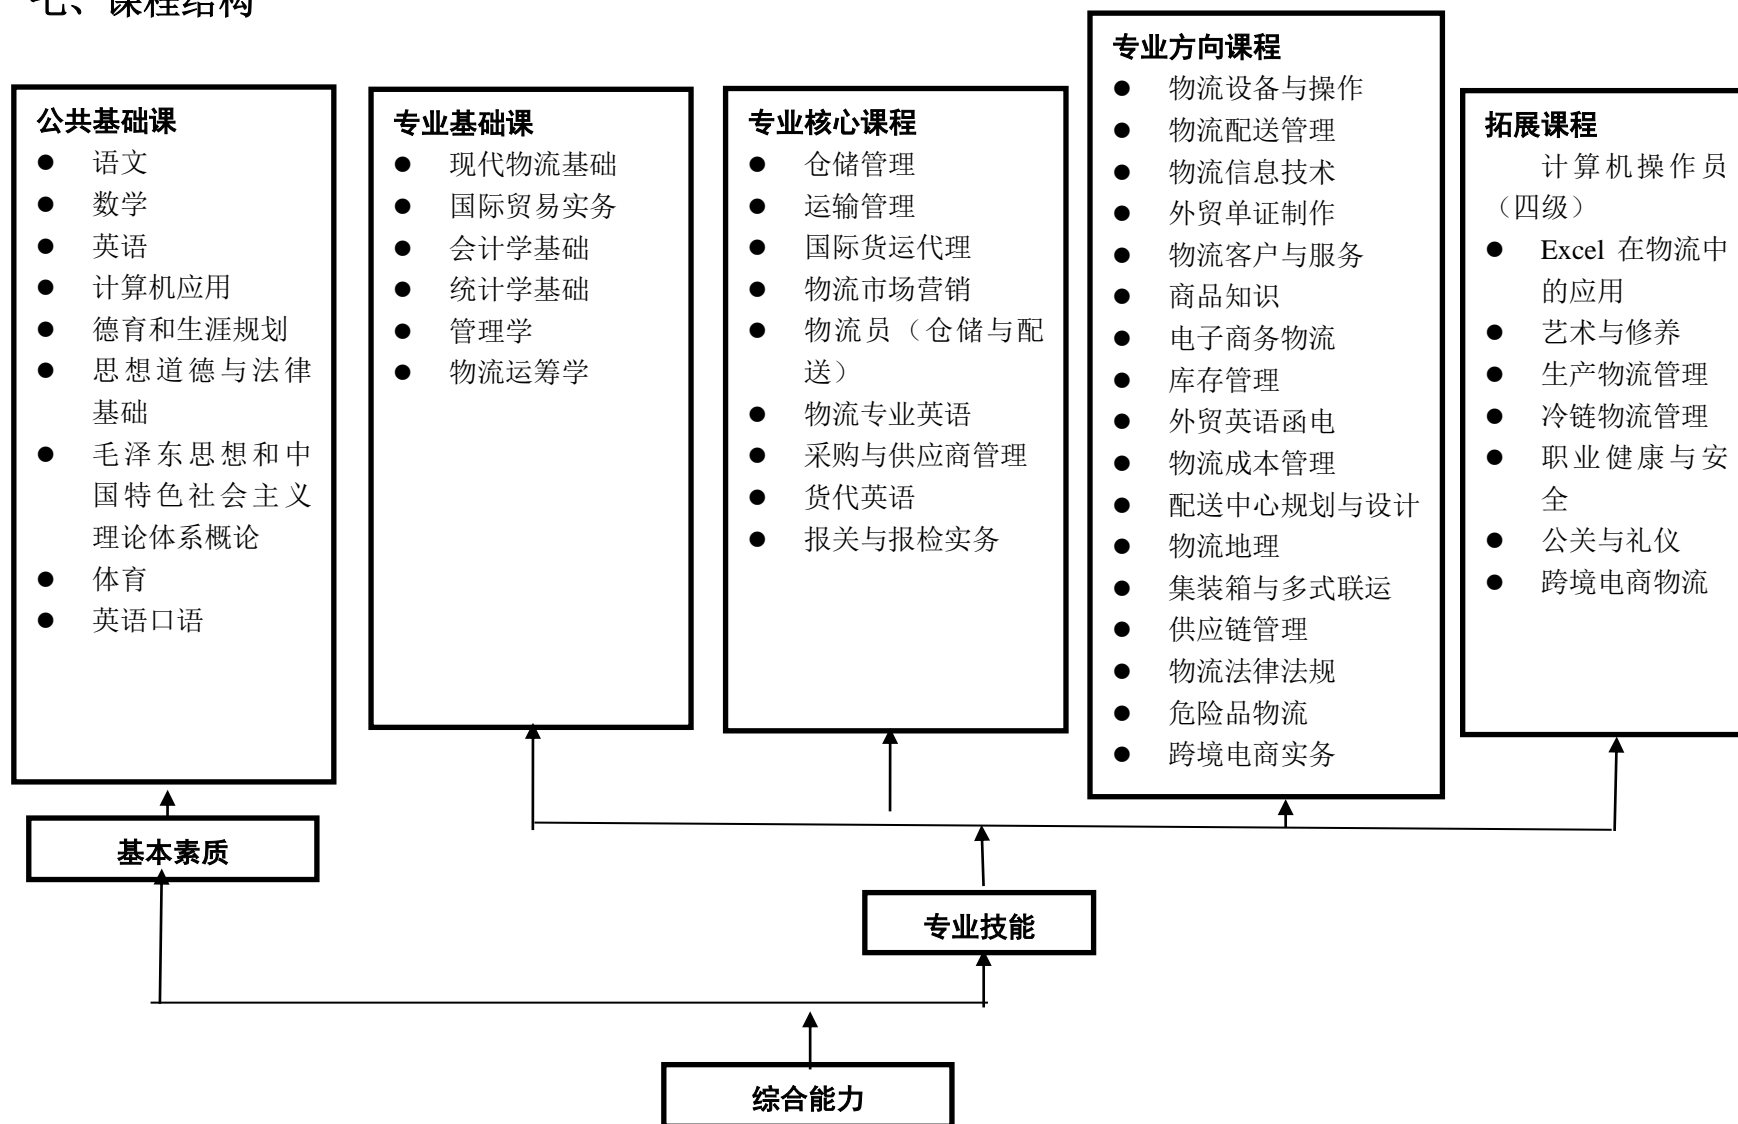 七、课程结构
公共基础课
● 语文
● 数学
● 英语
● 计算机应用
● 德育和生涯规划
● 思想道德与法律
基础
● 毛泽东思想和中
国特色社会主义
理论体系概论
● 体育
● 英语口语
专业基础课
● 现代物流基础
● 国际贸易实务
● 会计学基础
● 统计学基础
● 管理学
● 物流运筹学
专业核心课程
● 仓储管理
● 运输管理
● 国际货运代理
● 物流市场营销
● 物流员（仓储与配
送）
● 物流专业英语
● 采购与供应商管理
● 货代英语
● 报关与报检实务
专业方向课程
● 物流设备与操作
● 物流配送管理
● 物流信息技术
● 外贸单证制作
● 物流客户与服务
● 商品知识
● 电子商务物流
● 库存管理
● 外贸英语函电
● 物流成本管理
● 配送中心规划与设计
● 物流地理
● 集装箱与多式联运
● 供应链管理
● 物流法律法规
● 危险品物流
● 跨境电商实务
拓展课程
计算机操作员
（四级）
● Excel 在物流中
的应用
● 艺术与修养
● 生产物流管理
● 冷链物流管理
● 职业健康与安
全
● 公关与礼仪
● 跨境电商物流
基本素质
专业技能
综合能力